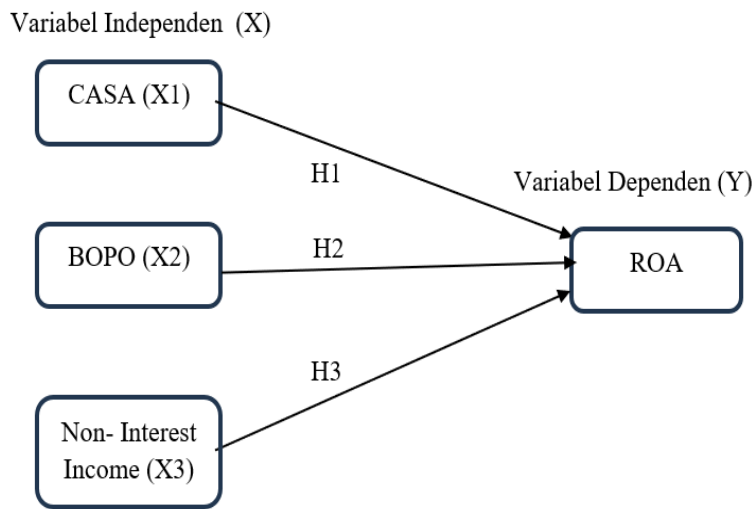 Variabel Independen (X)
CASA (X1)
H1
Variabel Dependen (Y)
BOPO (X2)
H2
ROA
H3
Non- Interest
Income (X3)